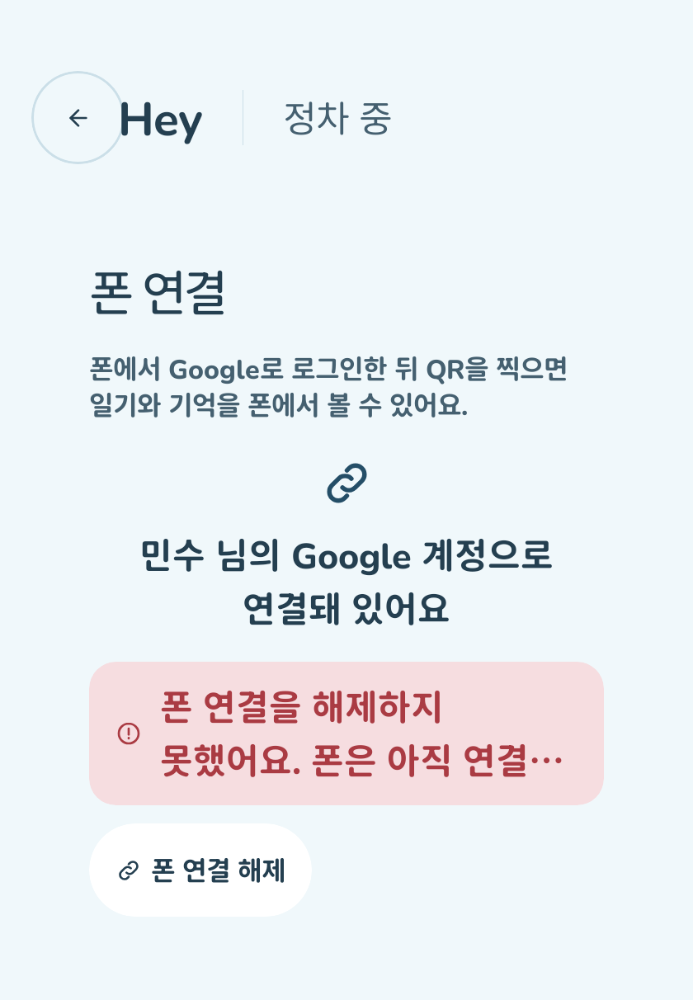 Hey
정차 중
폰 연결
폰에서 Google로 로그인한 뒤 QR을 찍으면
일기와 기억을 폰에서 볼 수 있어요.
민수 님의 Google 계정으로
연결돼 있어요
폰 연결을 해제하지
못했어요. 폰은 아직 연결…
폰 연결 해제